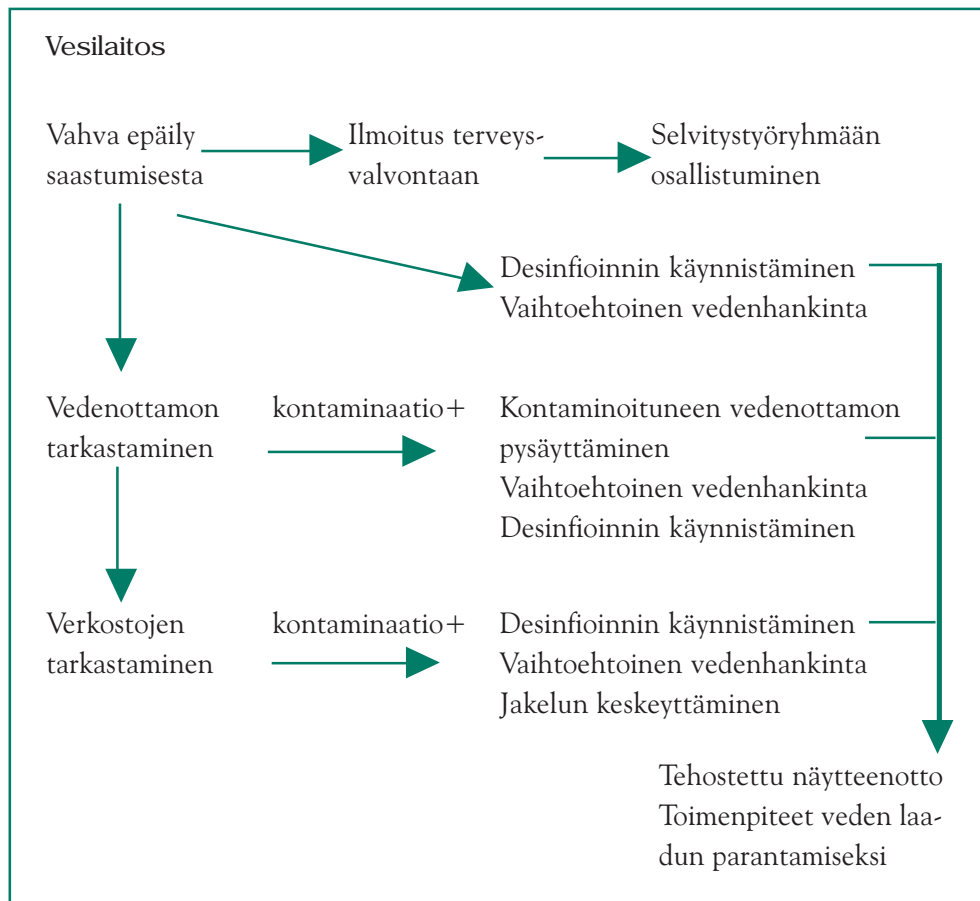 Vesilaitos
Vahva epäily
saastumisesta
Ilmoitus terveys-
valvontaan
Selvitystyöryhmään
osallistuminen
Desinfioinnin käynnistäminen
Vaihtoehtoinen vedenhankinta
Vedenottamon
tarkastaminen
kontaminaatio+
Kontaminoituneen vedenottamon
pysäyttäminen
Vaihtoehtoinen vedenhankinta
Desinfioinnin käynnistäminen
Verkostojen
tarkastaminen
kontaminaatio+
Desinfioinnin käynnistäminen
Vaihtoehtoinen vedenhankinta
Jakelun keskeyttäminen
Tehostettu näytteenotto
Toimenpiteet veden laa-
dun parantamiseksi